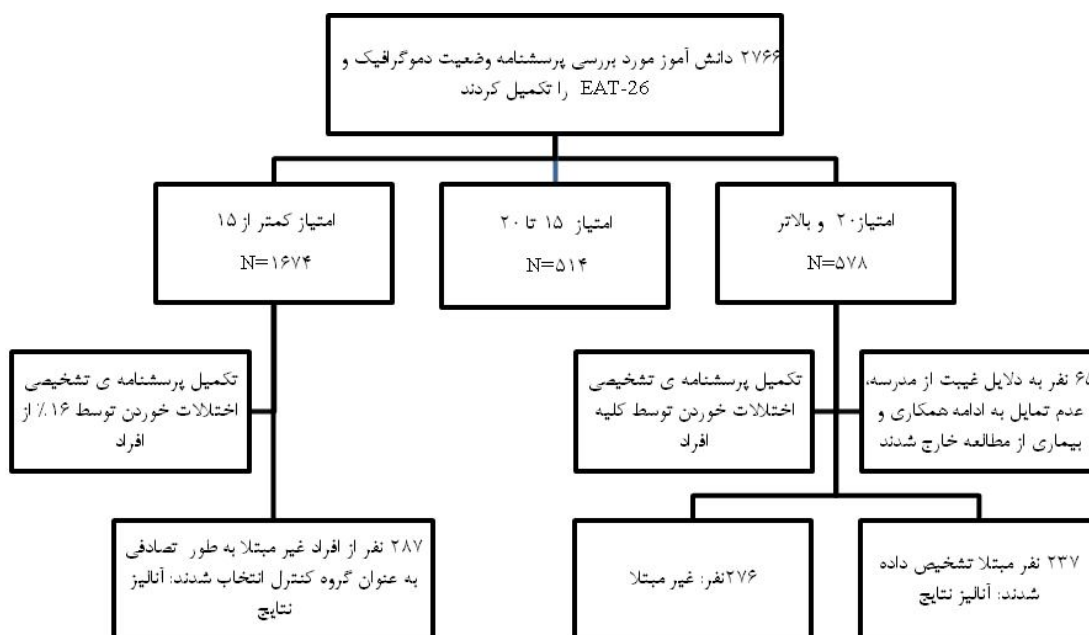 ۲۷۶۶ دانش آموز مورد بررسی پرسشنامه وضعیت دموگرافیک و
EAT-26 را تکمیل کردند
امتیاز۲۰ و بالاتر
N=۵۷۸
امتیاز ۱۵ تا ۲۰
N=۵۱۴
امتیاز کمتر از ۱۵
N=۱۶۷۴
۶۵ نفر به دلایل غیبت از مدرسه،
عدم تمایل به ادامه همکاری و
بیماری از مطالعه خارج شدند
تکمیل پرسشنامه ی تشخیصی
اختلالات خوردن توسط کلیه
افراد
تکمیل پرسشنامه ی تشخیصی
اختلالات خوردن توسط ۱۶٪ از
افراد
۲۳۷ نفر مبتلا تشخیص داده
شدند: آنالیز نتایج
۲۷۶نفر: غیر مبتلا
۲۸۷ نفر از افراد غیر مبتلا به طور تصادفی
به عنوان گروه کنترل انتخاب شدند: آنالیز
نتایج